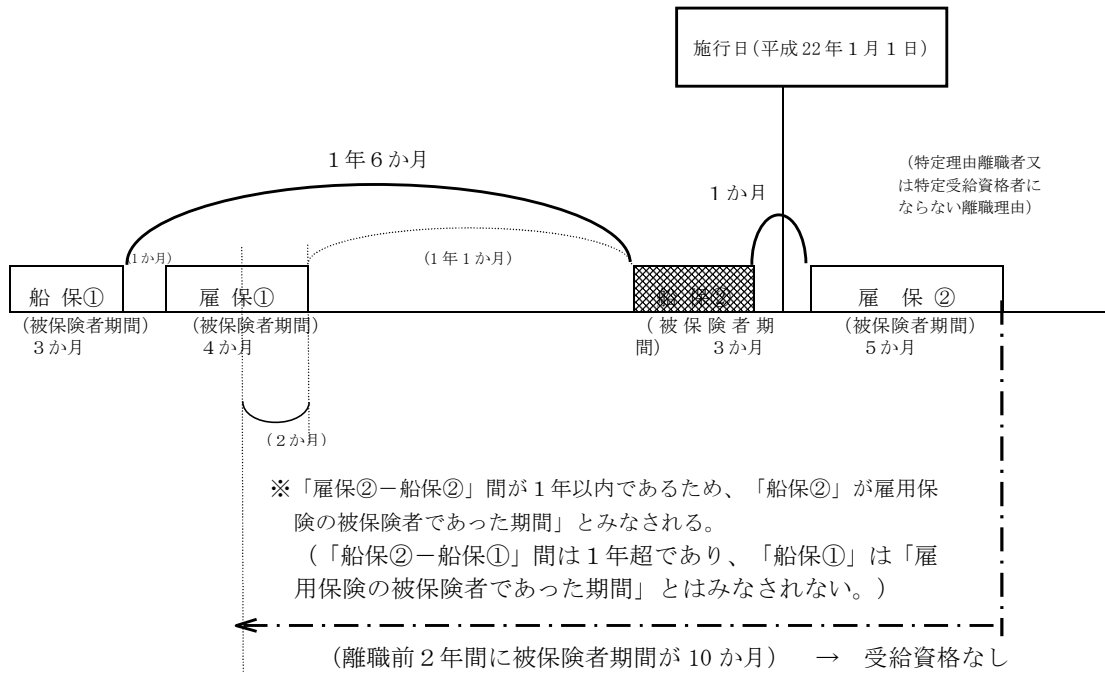 施行日(平成22年1月1日)
1年6か月
(特定理由離職者又
は特定受給資格者に
ならない離職理由)
1か月
(1か月)
(1年1か月)
船 保①
雇 保①
船 保②
雇 保 ②
(被保険者期間)
3か月
(被保険者期間)
4か月
(被保険者期
間) 3か月
(被保険者期間)
5か月
(2か月)
※「雇保②-船保②」間が1年以内であるため、「船保②」が雇用保
険の被保険者であった期間」とみなされる。
(「船保②-船保①」間は1年超であり、「船保①」は「雇
用保険の被保険者であった期間」とはみなされない。)
(離職前2年間に被保険者期間が10か月) → 受給資格なし